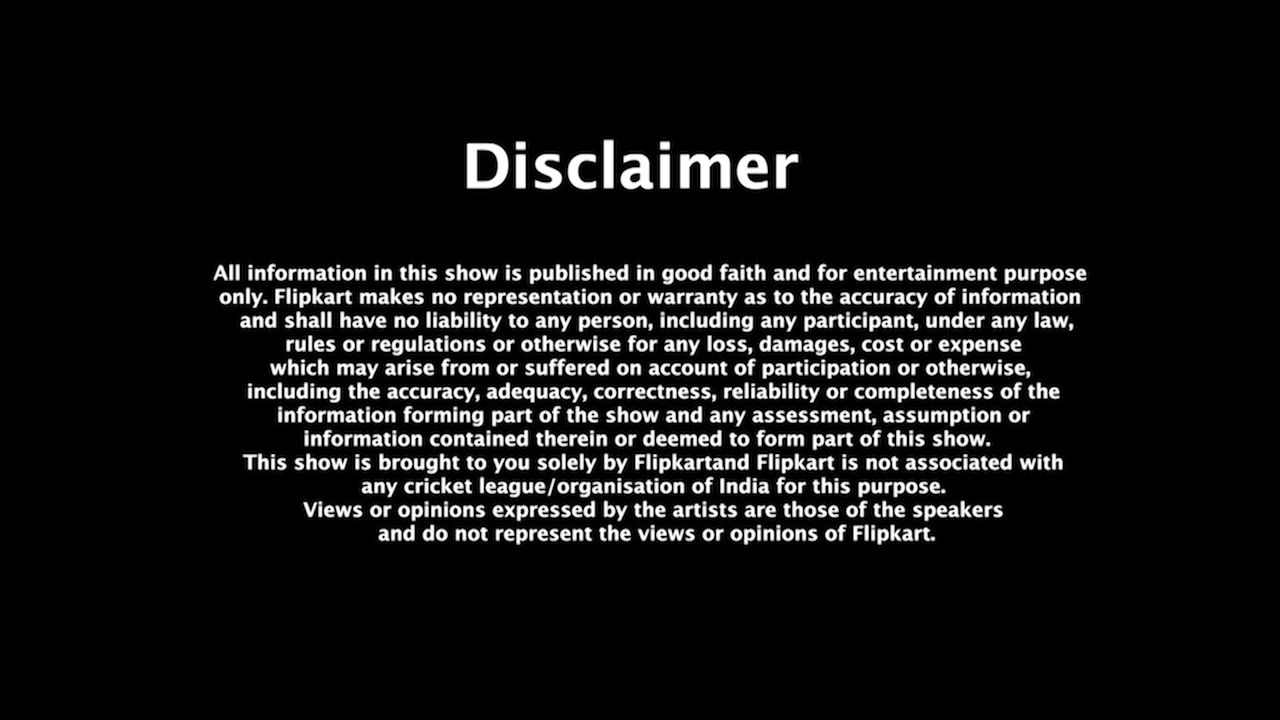 Disclaimer
All information in this show is published in good faith and for entertainment purpose
only. Flipkart makes no representation or warranty as to the accuracy of information
and shall have no liability to any person, including any participant, under any law,
rules or regulations or otherwise for any loss, damages, cost or expense
which may arise from or suffered on account of participation or otherwise,
including the accuracy, adequacy, correctness, reliability or completeness of the
information forming part of the show and any assessment, assumption or
information contained therein or deemed to form part of this show.
This show is brought to you solely by Flipkartand Flipkart is not associated with
any cricket league/organisation of India for this purpose.
Views or opinions expressed by the artists are those of the speakers
and do not represent the views or opinions of Flipkart.